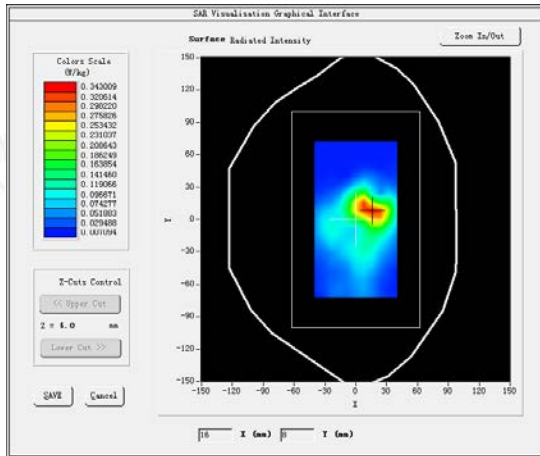 SAR Visualisation Graphical Interface
Surface Radiated Intensity
Zoom In/Out
Colors Scale
(W/kg)
0.343009
0.320614
0.298220
0.275826
0.253432
0.231037
0.208643
0.186249
0.163854
0.141460
0.119066
0.096671
0.074277
0.051883
0.029488
0.007094
Z-Cuts Control
<< Upper Cut
Z = 4.0 mm
Lower Cut >>
SAVE
Cancel
150
120
90
60
30
0
-30
-60
-90
-120
-150
Y
-150 -120 -90 -60 -30 0 30 60 90 120 150
X
16 X (mm) 8 Y (mm)